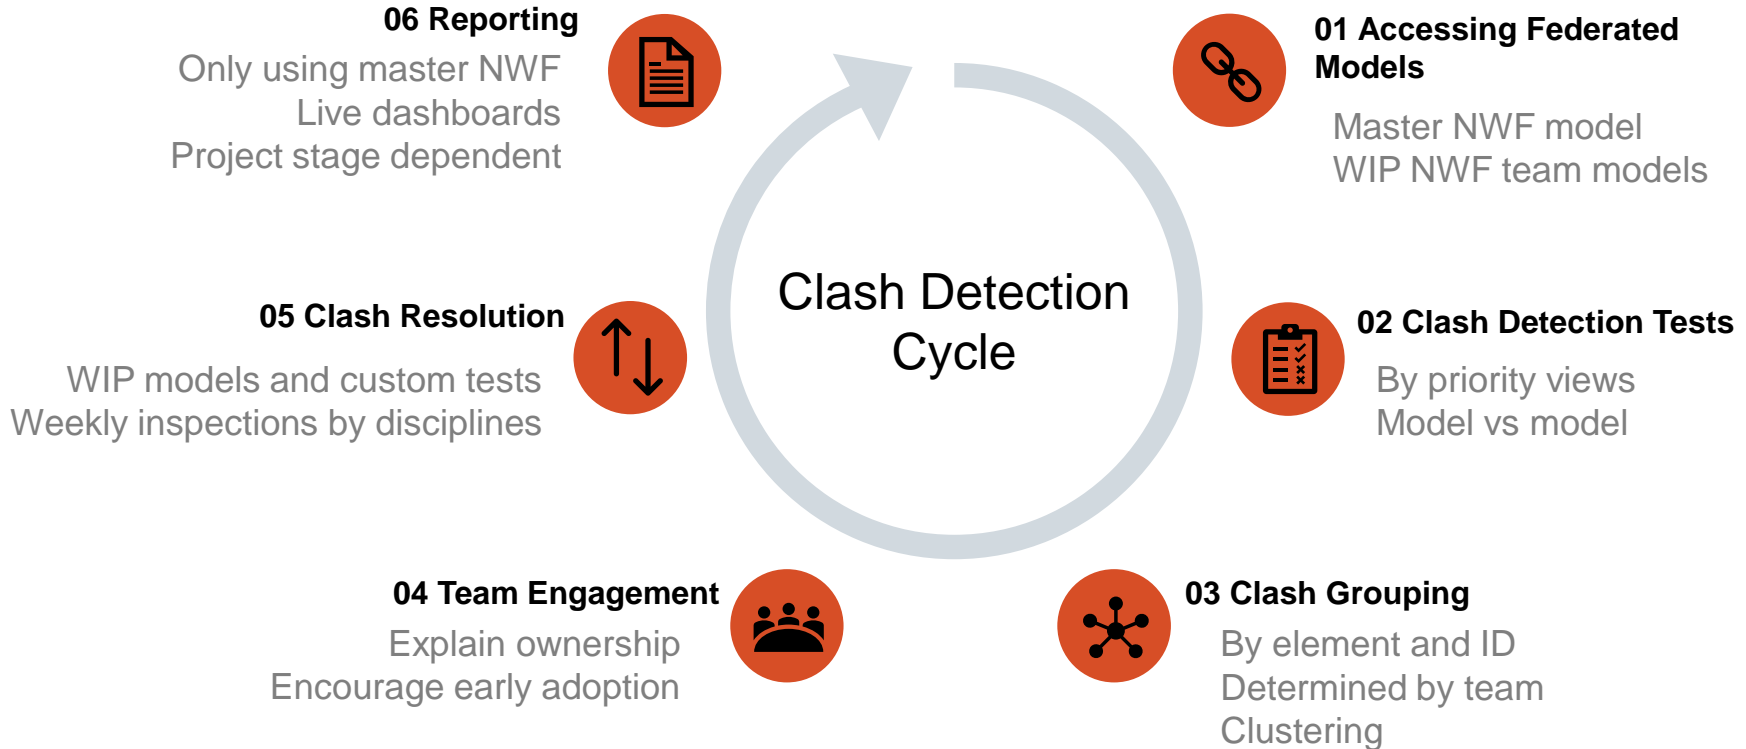 Clash Detection
Cycle
01 Accessing Federated
Models
Master NWF model
WIP NWF team models
02 Clash Detection Tests
By priority views
Model vs model
03 Clash Grouping
By element and ID
Determined by team
Clustering
04 Team Engagement
Explain ownership
Encourage early adoption
05 Clash Resolution
WIP models and custom tests
Weekly inspections by disciplines
06 Reporting
Only using master NWF
Live dashboards
Project stage dependent